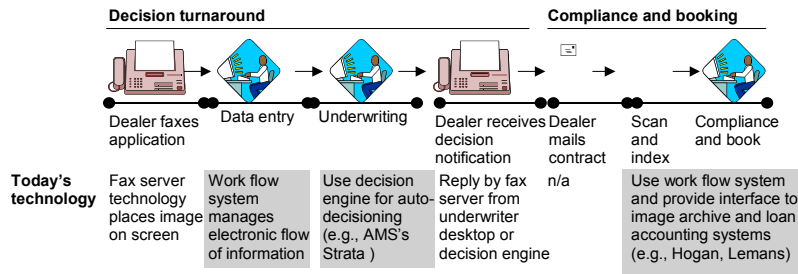 Decision turnaround
Compliance and booking
Dealer faxes
application
Data entry
Underwriting
Dealer receives
decision
notification
Dealer
mails
contract
Scan
and
index
Compliance
and book
Today's
technology
Fax server
technology
places image
on screen
Work flow
system
manages
electronic flow
of information
Use decision
engine for auto-
decisioning
(e.g., AMS's
Strata )
Reply by fax
server from
underwriter
desktop or
decision engine
n/a
Use work flow system
and provide interface to
image archive and loan
accounting systems
(e.g., Hogan, Lemans)